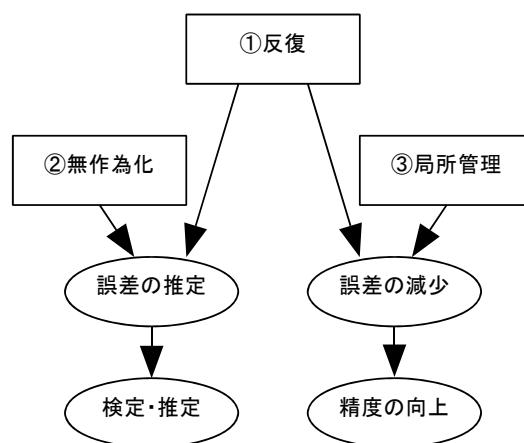 ①反復
②無作為化
③局所管理
誤差の推定
誤差の減少
検定・推定
精度の向上